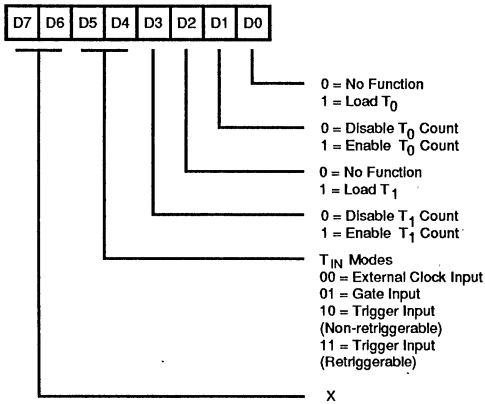 D7 D6 D5 D4 D3 D2 D1 D0
0 = No Function
1 = Load T0
0 = Disable T0 Count
1 = Enable T0 Count
0 = No Function
1 = Load T1
0 = Disable T1 Count
1 = Enable T1 Count
TIN Modes
00 = External Clock Input
01 = Gate Input
10 = Trigger Input
(Non-retriggerable)
11 = Trigger Input
(Retriggerable)
X